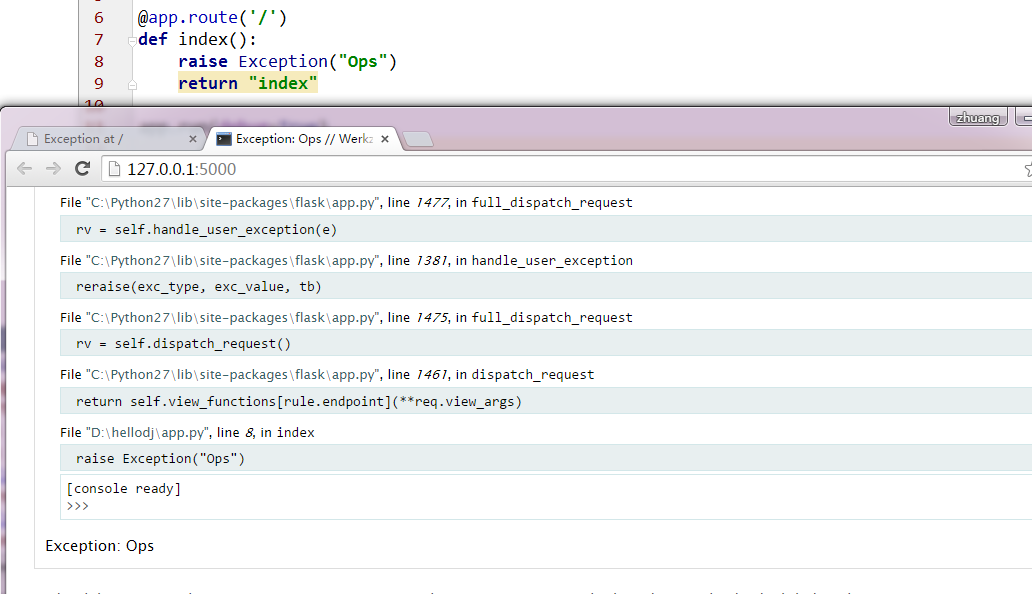 6 @app.route('/')
7 def index():
8 raise Exception("Ops")
9 return "index"
10
zhuang
Exception at / × Exception: Ops // Werkz ×
127.0.0.1:5000
File "C:\Python27\lib\site-packages\flask\app.py", line 1477, in full_dispatch_request
rv = self.handle_user_exception(e)
File "C:\Python27\lib\site-packages\flask\app.py", line 1381, in handle_user_exception
reraise(exc_type, exc_value, tb)
File "C:\Python27\lib\site-packages\flask\app.py", line 1475, in full_dispatch_request
rv = self.dispatch_request()
File "C:\Python27\lib\site-packages\flask\app.py", line 1461, in dispatch_request
return self.view_functions[rule.endpoint](**req.view_args)
File "D:\hellodj\app.py", line 8, in index
raise Exception("Ops")
[console ready]
>>>
Exception: Ops